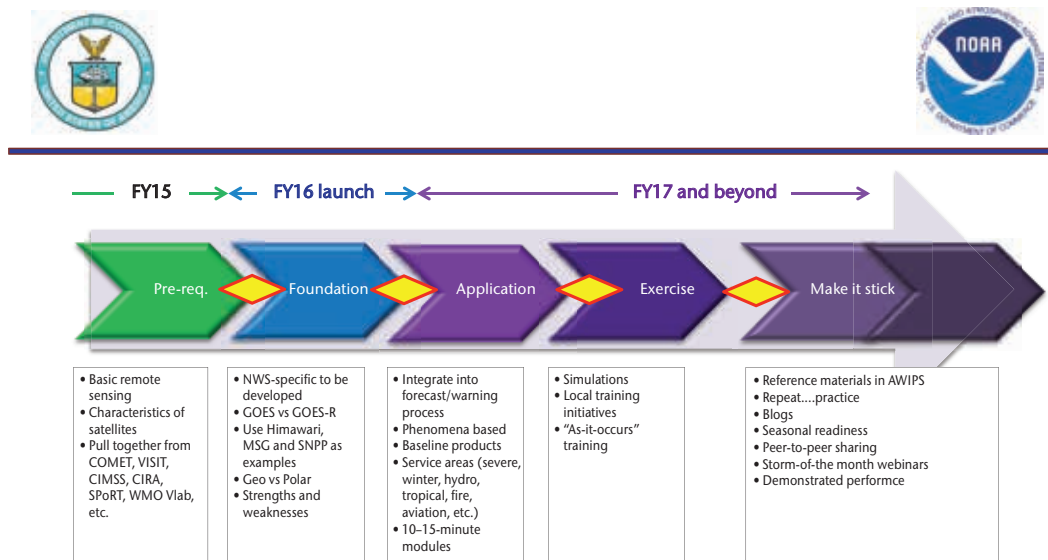 NOAA
FY15
FY16 launch
FY17 and beyond
Pre-req.
Foundation
Application
Exercise
Make it stick
• Basic remote
sensing
• Characteristics of
satellites
• Pull together from
COMET, VISIT,
CIMSS, CIRA,
SPoRT, WMO Vlab,
etc.
• NWS-specific to be
developed
• GOES vs GOES-R
• Use Himawari,
MSG and SNPP as
examples
• Geo vs Polar
• Strengths and
weaknesses
• Integrate into
forecast/warning
process
• Phenomena based
• Baseline products
• Service areas (severe,
winter, hydro,
tropical, fire,
aviation, etc.)
• 10–15-minute
modules
• Simulations
• Local training
initiatives
• “As-it-occurs”
training
• Reference materials in AWIPS
• Repeat....practice
• Blogs
• Seasonal readiness
• Peer-to-peer sharing
• Storm-of-the month webinars
• Demonstrated performce